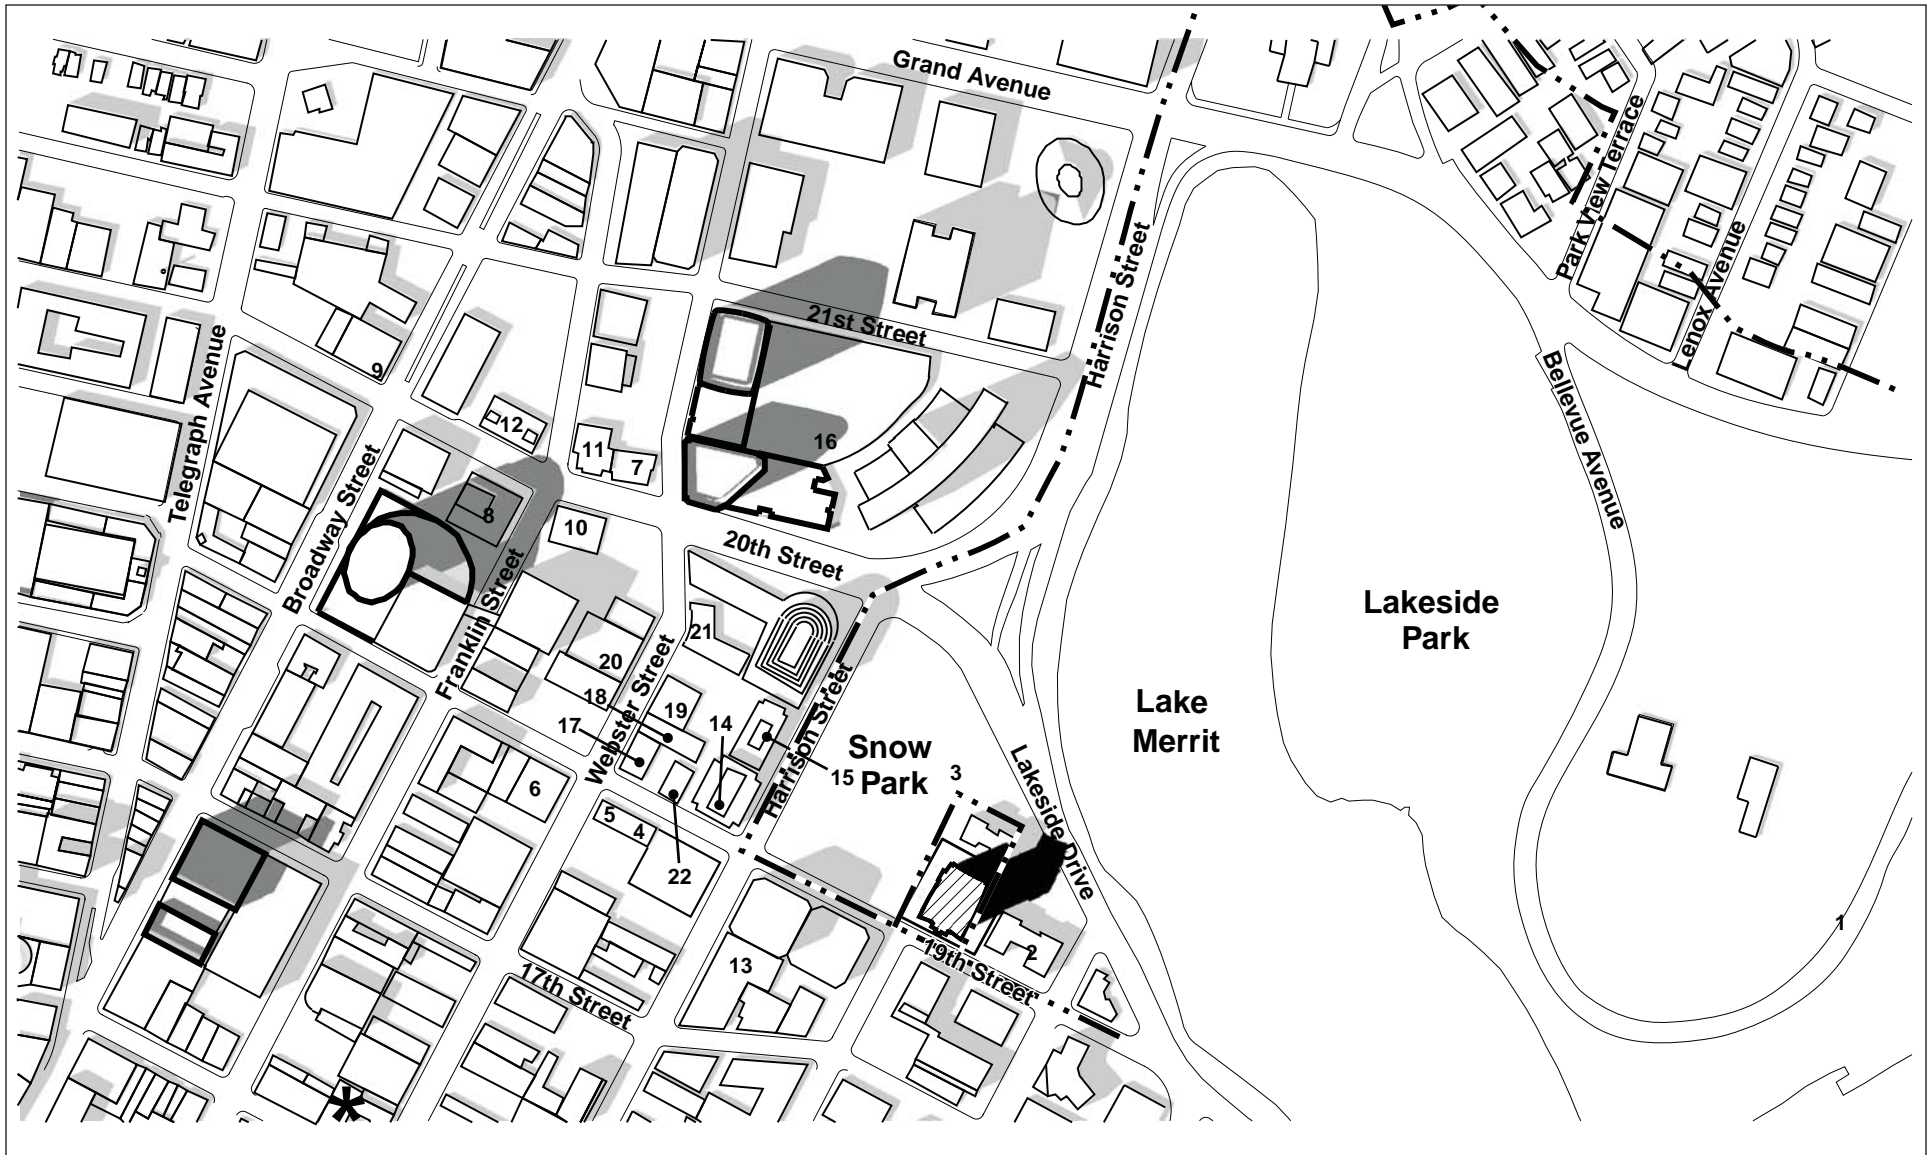 Grand Avenue
Park View Terrace
Lenox Avenue
Harrison Street
21st Street
Telegraph Avenue
9
Bellevue Avenue
12
11
7
16
Broadway Street
8
10
20th Street
Franklin Street
Lakeside
Park
21
20
Webster Street
18
19
17
14
15
Harrison Street
Lake
Merrit
Snow
Park
3
Lakeside Drive
6
5
4
22
1
13
2
19th Street
17th Street
*